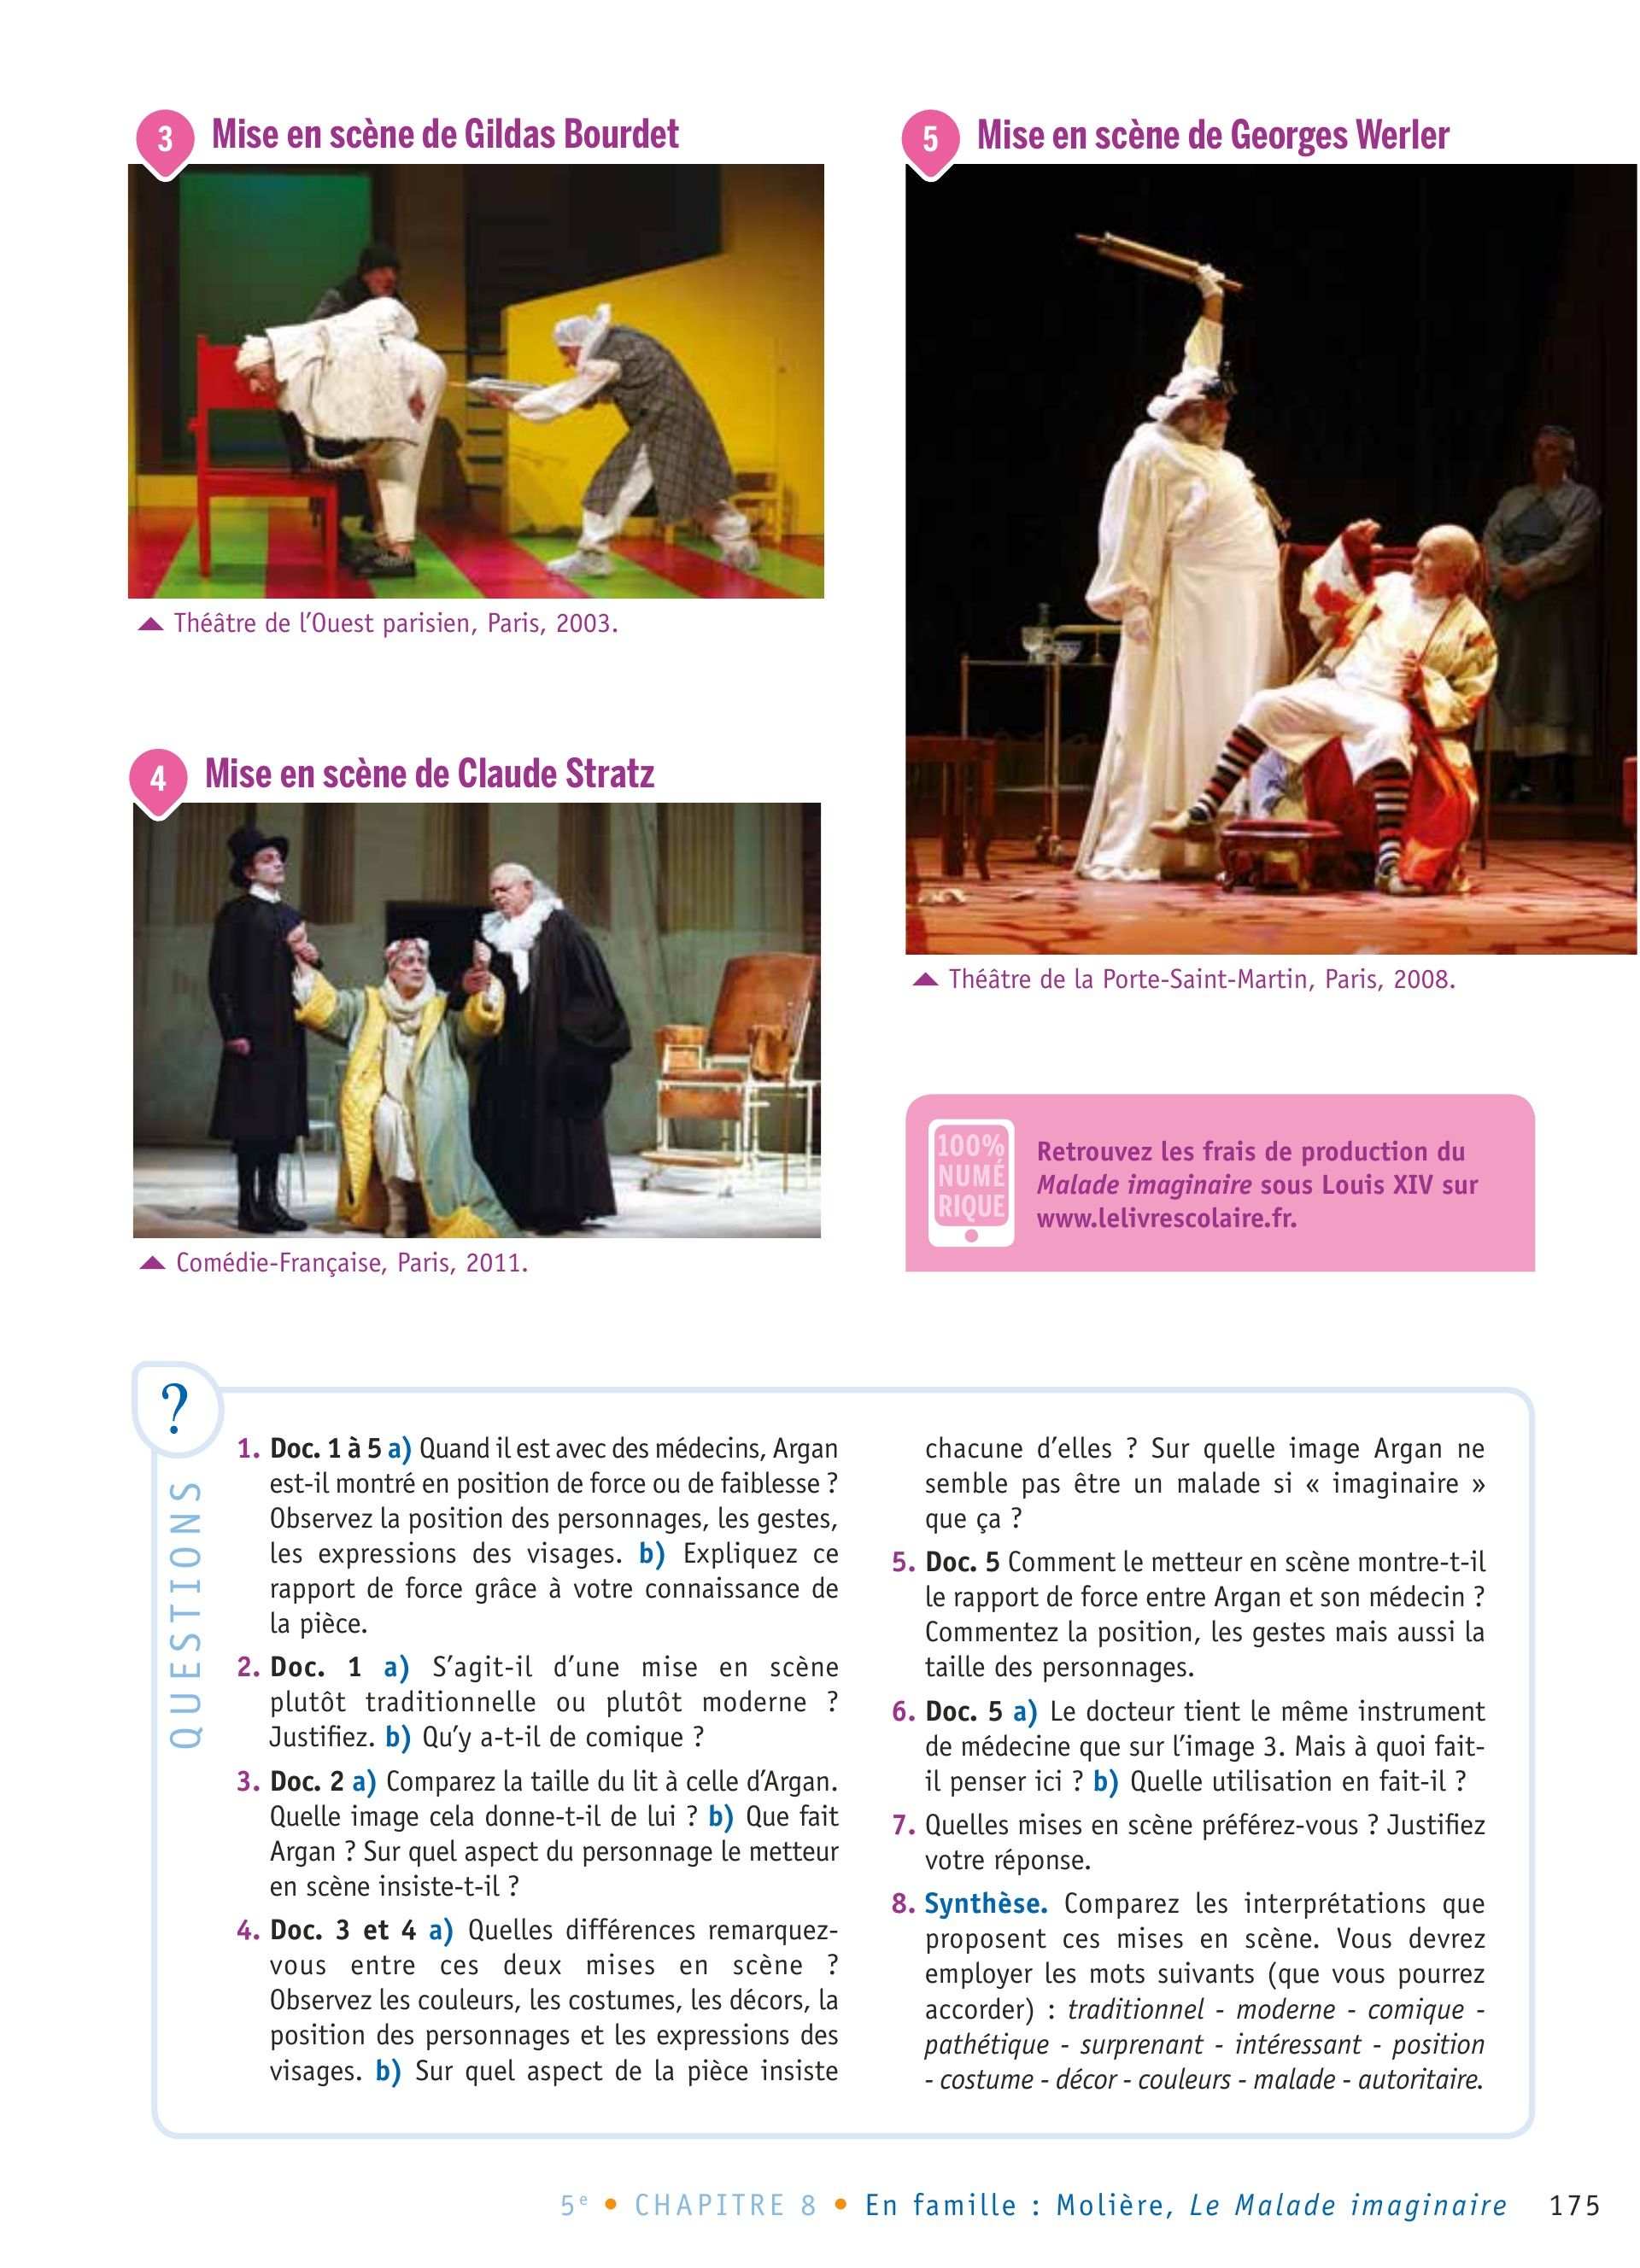 3 Mise en scène de Gildas Bourdet
Théâtre de l’Ouest parisien, Paris, 2003.
4 Mise en scène de Claude Stratz
Comédie-Française, Paris, 2011.
5 Mise en scène de Georges Werler
Théâtre de la Porte-Saint-Martin, Paris, 2008.
100%
NUMÉ
RIQUE
Retrouvez les frais de production du
Malade imaginaire sous Louis XIV sur
www.lelivrescolaire.fr.
?
QUESTIONS
1. Doc. 1 à 5 a) Quand il est avec des médecins, Argan
est-il montré en position de force ou de faiblesse ?
Observez la position des personnages, les gestes,
les expressions des visages. b) Expliquez ce
rapport de force grâce à votre connaissance de
la pièce.
2. Doc. 1 a) S’agit-il d’une mise en scène
plutôt traditionnelle ou plutôt moderne ?
Justifiez. b) Qu’y a-t-il de comique ?
3. Doc. 2 a) Comparez la taille du lit à celle d’Argan.
Quelle image cela donne-t-il de lui ? b) Que fait
Argan ? Sur quel aspect du personnage le metteur
en scène insiste-t-il ?
4. Doc. 3 et 4 a) Quelles différences remarquez-
vous entre ces deux mises en scène ?
Observez les couleurs, les costumes, les décors, la
position des personnages et les expressions des
visages. b) Sur quel aspect de la pièce insiste
chacune d’elles ? Sur quelle image Argan ne
semble pas être un malade si « imaginaire »
que ça ?
5. Doc. 5 Comment le metteur en scène montre-t-il
le rapport de force entre Argan et son médecin ?
Commentez la position, les gestes mais aussi la
taille des personnages.
6. Doc. 5 a) Le docteur tient le même instrument
de médecine que sur l’image 3. Mais à quoi fait-
il penser ici ? b) Quelle utilisation en fait-il ?
7. Quelles mises en scène préférez-vous ? Justifiez
votre réponse.
8. Synthèse. Comparez les interprétations que
proposent ces mises en scène. Vous devrez
employer les mots suivants (que vous pourrez
accorder) : traditionnel - moderne - comique -
pathétique - surprenant - intéressant - position
- costume - décor - couleurs - malade - autoritaire.
5e • CHAPITRE 8 • En famille : Molière, Le Malade imaginaire 175